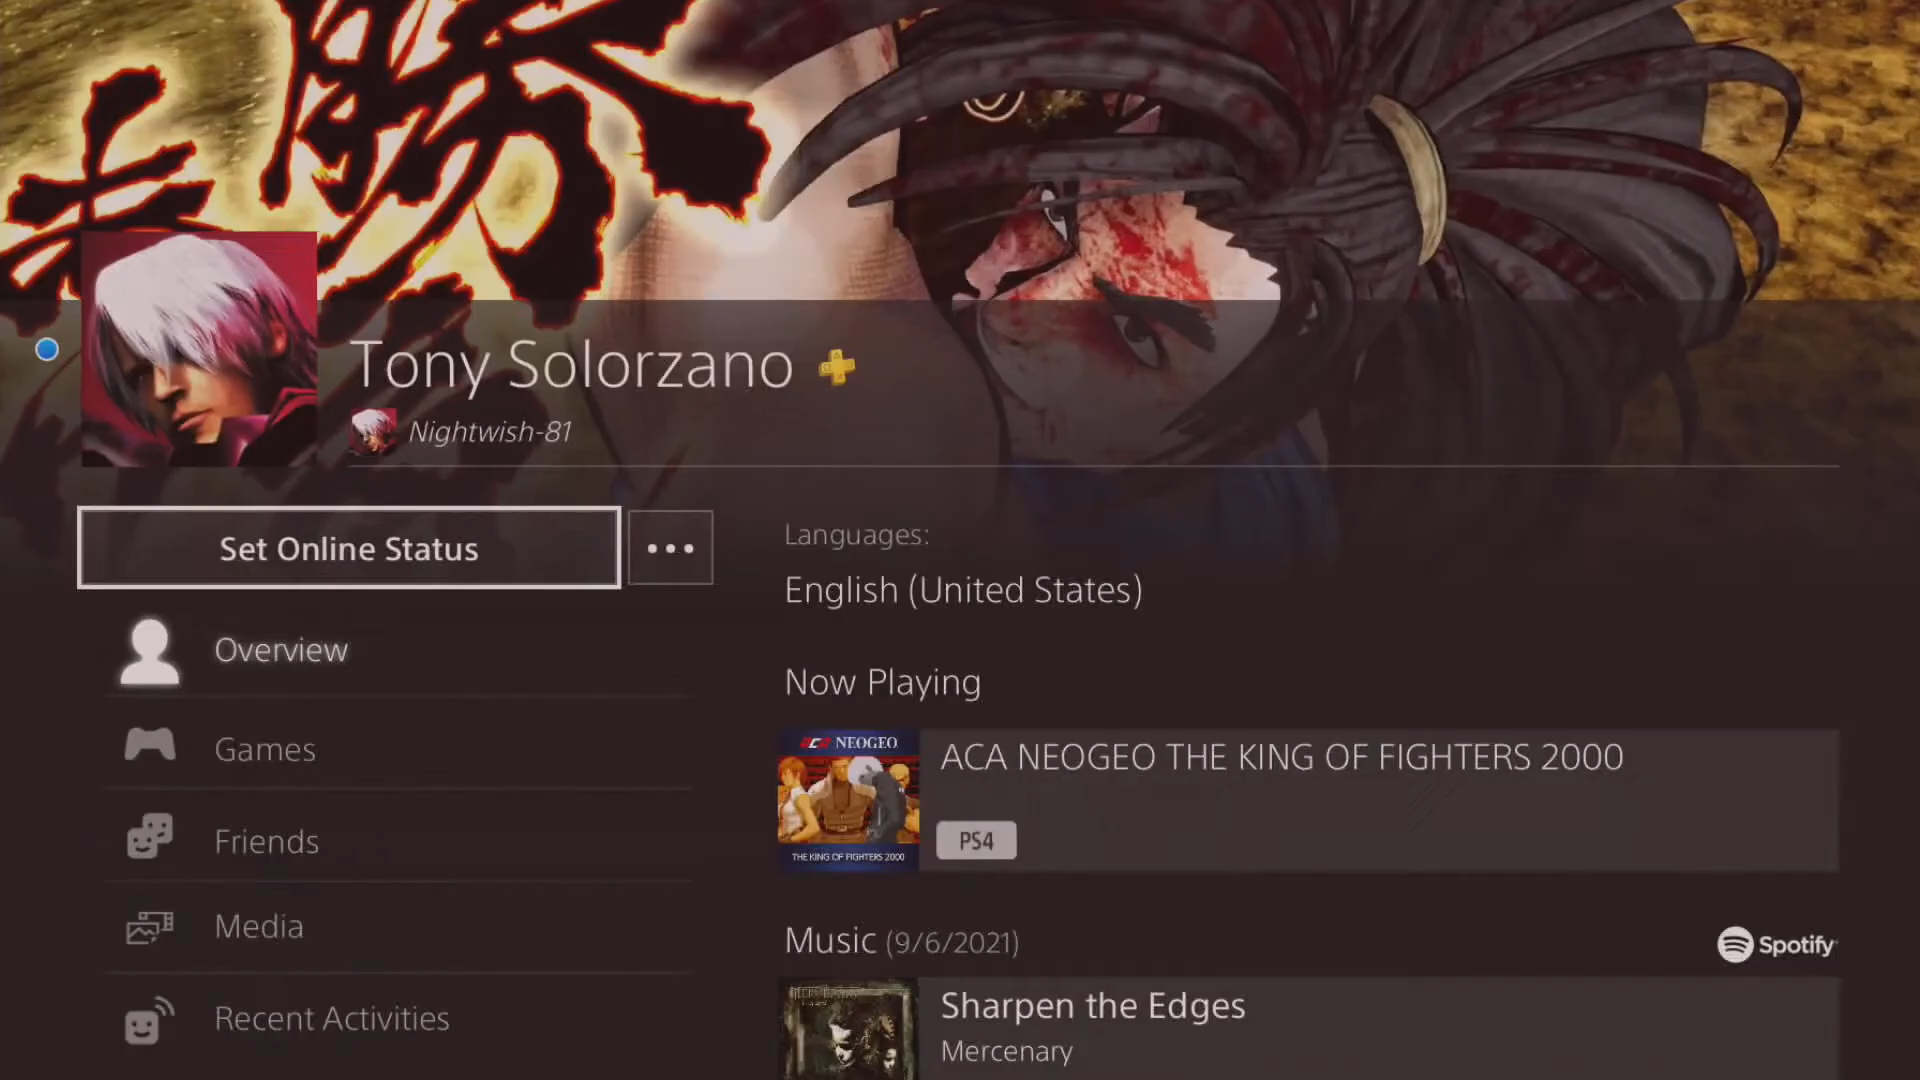 勝
Tony Solorzano
Nightwish-81
Set Online Status
Languages:
English (United States)
Overview
Now Playing
Games
ACA NEOGEO
THE KING OF FIGHTERS 2000
ACA NEOGEO THE KING OF FIGHTERS 2000
PS4
Friends
Media
Music (9/6/2021)
Spotify
Recent Activities
Sharpen the Edges
Mercenary